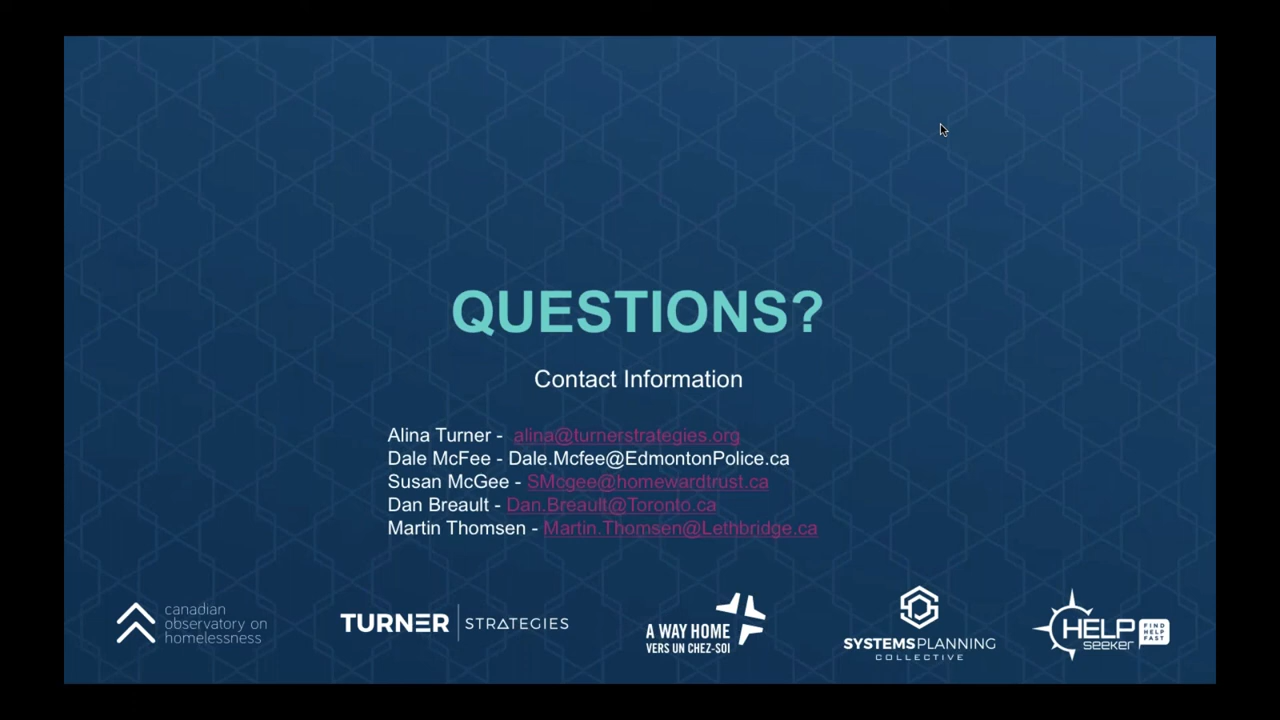 QUESTIONS?
Contact Information
Alina Turner - alina@turnerstrategies.org
Dale McFee - Dale.Mcfee@EdmontonPolice.ca
Susan McGee - SMcgee@homewardtrust.ca
Dan Breault - Dan.Breault@Toronto.ca
Martin Thomsen - Martin.Thomsen@Lethbridge.ca
canadian
observatory on
homelessness
TURNER STRATEGIES
A WAY HOME
VERS UN CHEZ-SOI
SYSTEMSPLANNING
COLLECTIVE
HELP
seeker
FIND
HELP
FAST